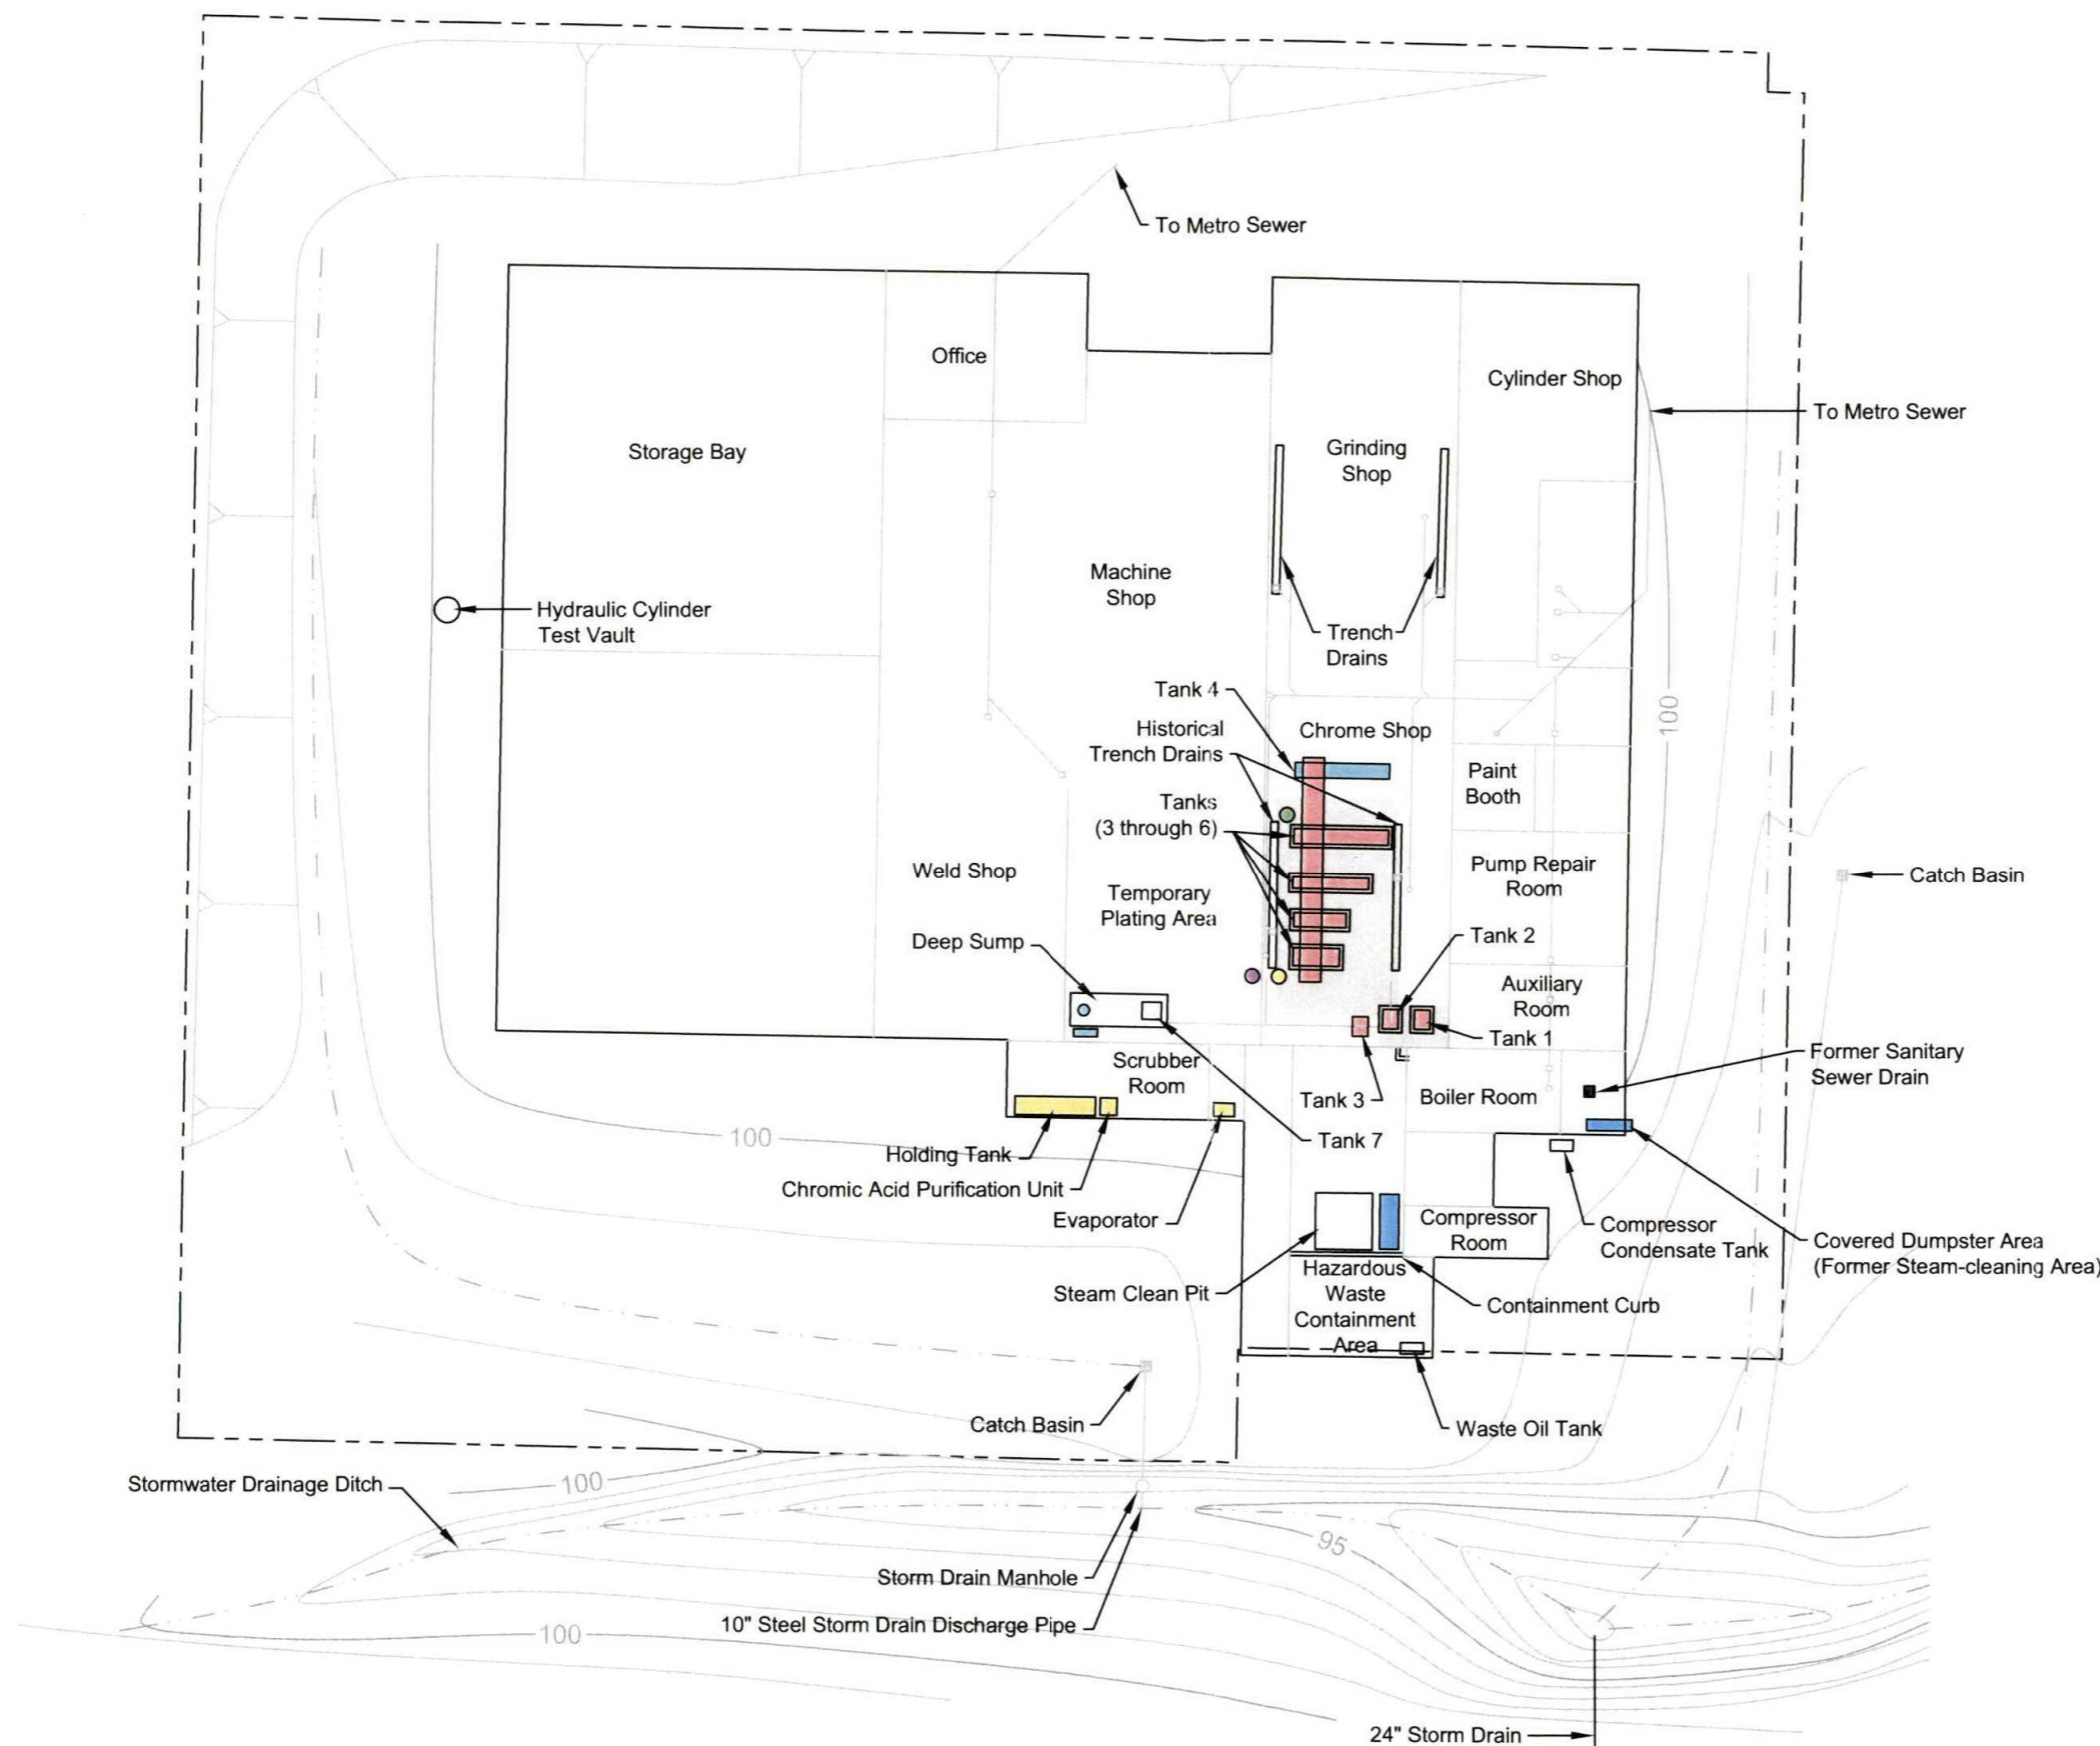 To Metro Sewer
Office
Cylinder Shop
To Metro Sewer
Storage Bay
Grinding
Shop
Machine
Shop
Hydraulic Cylinder
Test Vault
Trench
Drains
Tank 4
100
Historical
Trench Drains
Chrome Shop
Paint
Booth
Tanks
(3 through 6)
Weld Shop
Pump Repair
Room
Catch Basin
Temporary
Plating Area
Deep Sump
Tank 2
Auxiliary
Room
Tank 1
Scrubber
Room
Former Sanitary
Sewer Drain
Tank 3
Boiler Room
100
Tank 7
Holding Tank
Chromic Acid Purification Unit
Evaporator
Compressor
Room
Compressor
Condensate Tank
Covered Dumpster Area
(Former Steam-cleaning Area)
Steam Clean Pit
Hazardous
Waste
Containment
Area
Containment Curb
Catch Basin
Waste Oil Tank
Stormwater Drainage Ditch
100
95
Storm Drain Manhole
10" Steel Storm Drain Discharge Pipe
100
24" Storm Drain